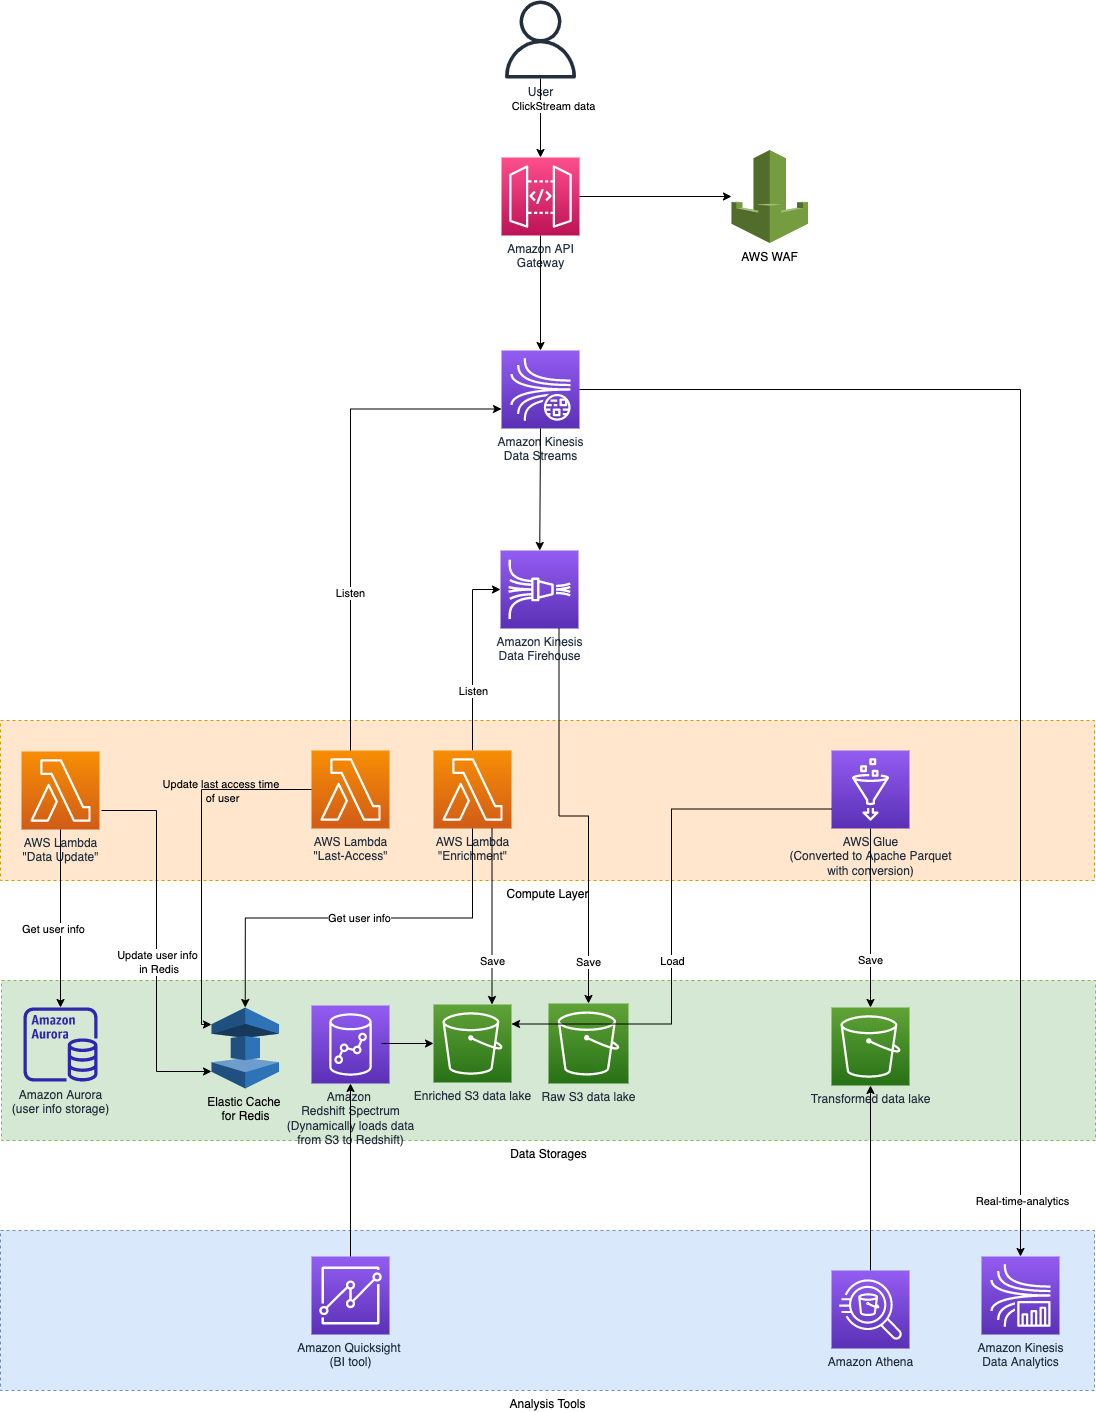 User
ClickStream data
Amazon API
Gateway
AWS WAF
Amazon Kinesis
Data Streams
Listen
Amazon Kinesis
Data Firehouse
Listen
Update last access time
of user
AWS Lambda
"Data Update"
AWS Lambda
"Last-Access"
AWS Lambda
"Enrichment"
AWS Glue
(Converted to Apache Parquet
with conversion)
Compute Layer
Get user info
Get user info
Update user info
in Redis
Save
Save
Load
Save
Amazon
Aurora
Amazon Aurora
(user info storage)
Elastic Cache
for Redis
Amazon
Redshift Spectrum
(Dynamically loads data
from S3 to Redshift)
Enriched S3 data lake
Raw S3 data lake
Transformed data lake
Data Storages
Real-time-analytics
Amazon Quicksight
(BI tool)
Amazon Athena
Amazon Kinesis
Data Analytics
Analysis Tools